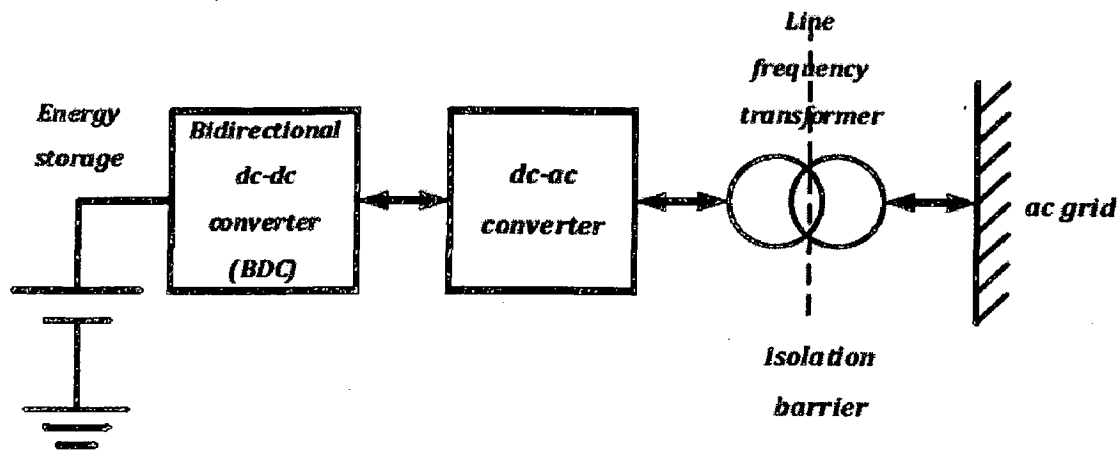 Line
frequency
transformer
Energy
storage
Bidirectional
dc-dc
converter
(BDC)
dc-ac
converter
ac grid
Isolation
barrier